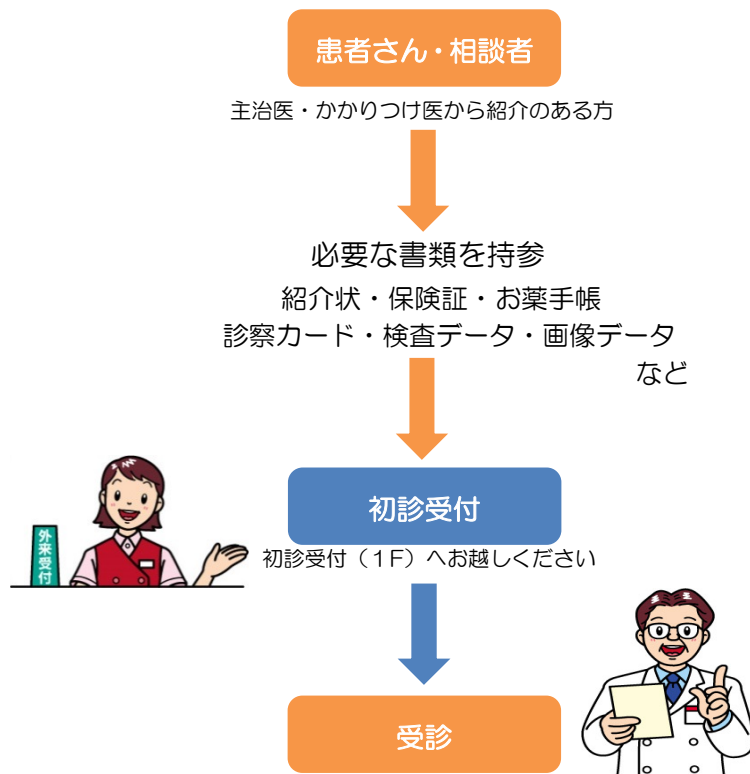 患者さん・相談者
主治医・かかりつけ医から紹介のある方
必要な書類を持参
紹介状・保険証・お薬手帳
診察カード・検査データ・画像データ
など
初診受付
外来受付
初診受付（１F）へお越しください
受診